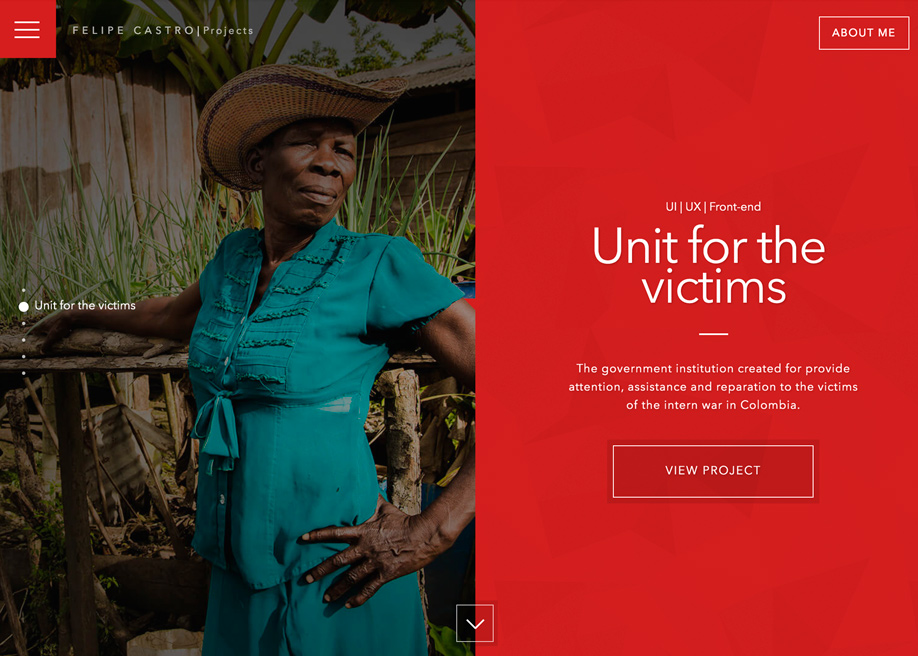 FELIPE CASTRO|Projects
ABOUT ME
Unit for the victims
UI | UX | Front-end
Unit for the
victims
The government institution created for provide
attention, assistance and reparation to the victims
of the intern war in Colombia.
VIEW PROJECT